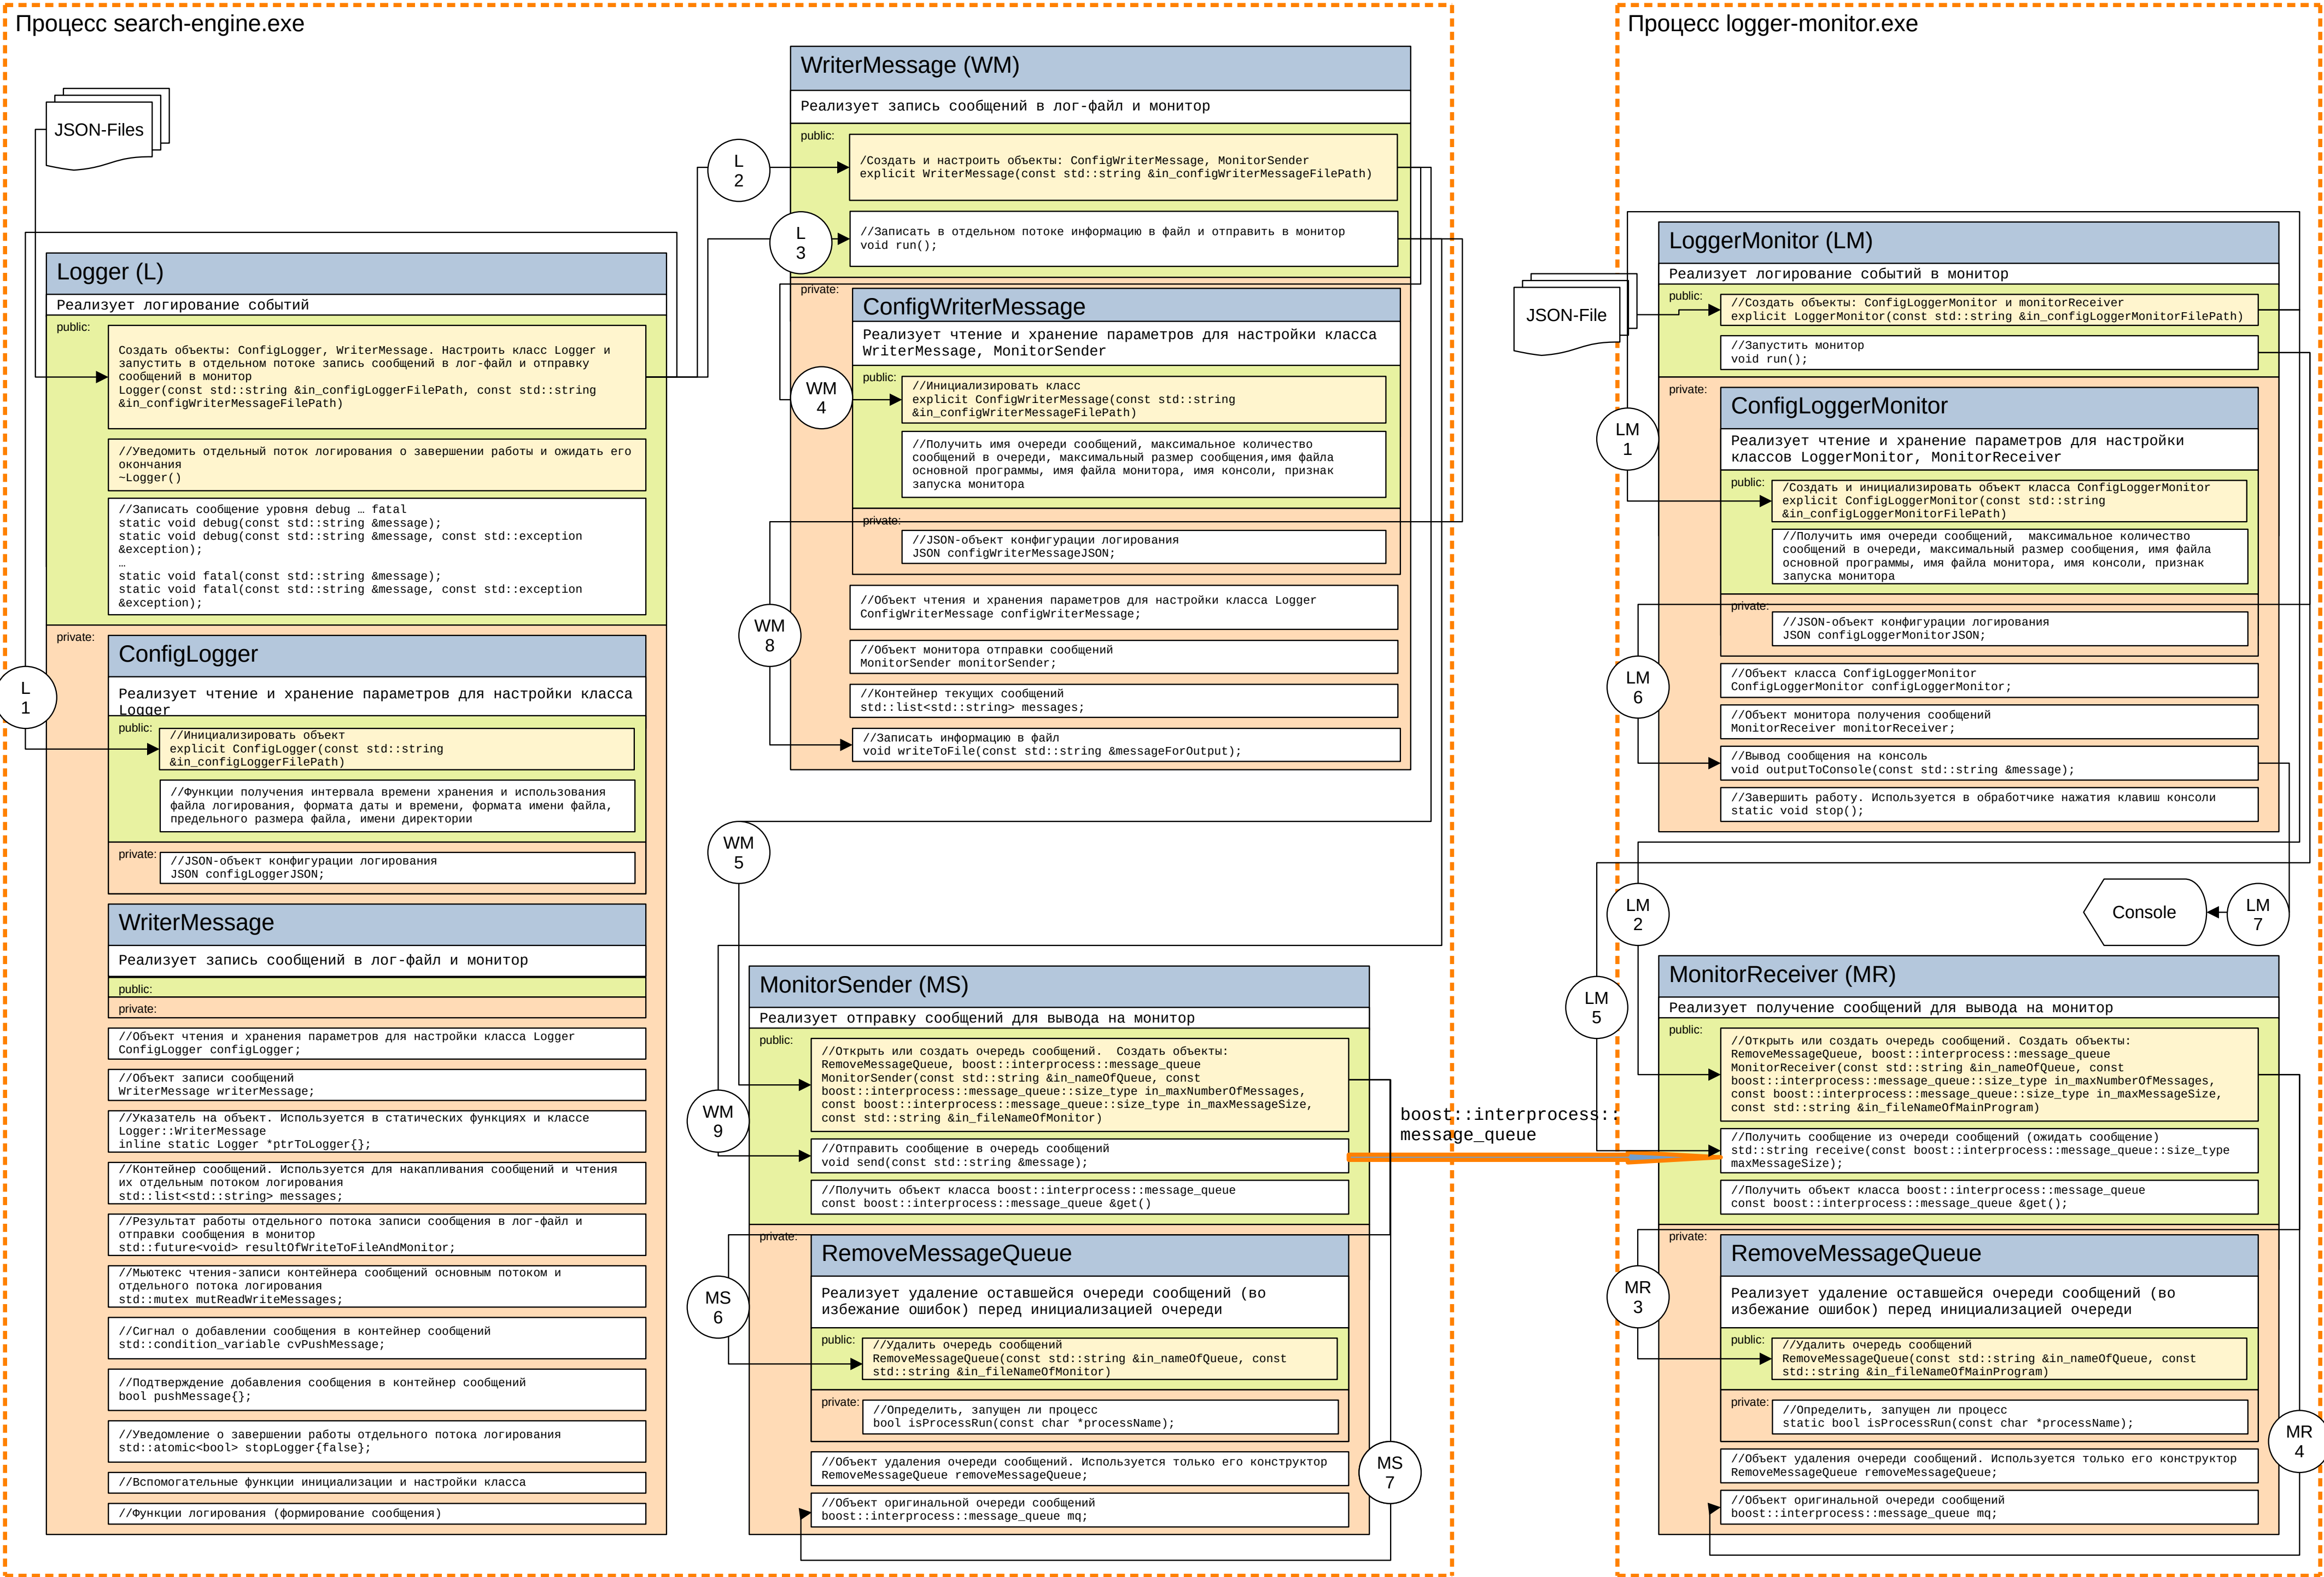 Процесс search-engine.exe
JSON-Files
Logger (L)
Реализует логирование событий
public:
Создать объекты: ConfigLogger, WriterMessage. Настроить класс Logger и
запустить в отдельном потоке запись сообщений в лог-файл и отправку
сообщений в монитор
Logger(const std::string &in_configLoggerFilePath, const std::string
&in_configWriterMessageFilePath)
//Уведомить отдельный поток логирования о завершении работы и ожидать его
окончания
~Logger()
//Записать сообщение уровня debug … fatal
static void debug(const std::string &message);
static void debug(const std::string &message, const std::exception
&exception);
…
static void fatal(const std::string &message);
static void fatal(const std::string &message, const std::exception
&exception);
private:
L
1
ConfigLogger
Реализует чтение и хранение параметров для настройки класса
Logger
public:
//Инициализировать объект
explicit ConfigLogger(const std::string
&in_configLoggerFilePath)
//Функции получения интервала времени хранения и использования
файла логирования, формата даты и времени, формата имени файла,
предельного размера файла, имени директории
private:
//JSON-объект конфигурации логирования
JSON configLoggerJSON;
WriterMessage
Реализует запись сообщений в лог-файл и монитор
public:
private:
//Объект чтения и хранения параметров для настройки класса Logger
ConfigLogger configLogger;
//Объект записи сообщений
WriterMessage writerMessage;
//Указатель на объект. Используется в статических функциях и классе
Logger::WriterMessage
inline static Logger *ptrToLogger{};
//Контейнер сообщений. Используется для накапливания сообщений и чтения
их отдельным потоком логирования
std::list<std::string> messages;
//Результат работы отдельного потока записи сообщения в лог-файл и
отправки сообщения в монитор
std::future<void> resultOfWriteToFileAndMonitor;
//Мьютекс чтения-записи контейнера сообщений основным потоком и
отдельного потока логирования
std::mutex mutReadWriteMessages;
//Сигнал о добавлении сообщения в контейнер сообщений
std::condition_variable cvPushMessage;
//Подтверждение добавления сообщения в контейнер сообщений
bool pushMessage{};
//Уведомление о завершении работы отдельного потока логирования
std::atomic<bool> stopLogger{false};
//Вспомогательные функции инициализации и настройки класса
//Функции логирования (формирование сообщения)
WriterMessage (WM)
Реализует запись сообщений в лог-файл и монитор
public:
L
2
/Создать и настроить объекты: ConfigWriterMessage, MonitorSender
explicit WriterMessage(const std::string &in_configWriterMessageFilePath)
L
3
//Записать в отдельном потоке информацию в файл и отправить в монитор
void run();
private:
ConfigWriterMessage
Реализует чтение и хранение параметров для настройки класса
WriterMessage, MonitorSender
public:
WM
4
//Инициализировать класс
explicit ConfigWriterMessage(const std::string
&in_configWriterMessageFilePath)
//Получить имя очереди сообщений, максимальное количество
сообщений в очереди, максимальный размер сообщения,имя файла
основной программы, имя файла монитора, имя консоли, признак
запуска монитора
private:
//JSON-объект конфигурации логирования
JSON configWriterMessageJSON;
WM
8
//Объект чтения и хранения параметров для настройки класса Logger
ConfigWriterMessage configWriterMessage;
//Объект монитора отправки сообщений
MonitorSender monitorSender;
//Контейнер текущих сообщений
std::list<std::string> messages;
//Записать информацию в файл
void writeToFile(const std::string &messageForOutput);
WM
5
MonitorSender (MS)
Реализует отправку сообщений для вывода на монитор
public:
//Открыть или создать очередь сообщений.  Создать объекты:
RemoveMessageQueue, boost::interprocess::message_queue
MonitorSender(const std::string &in_nameOfQueue, const
boost::interprocess::message_queue::size_type in_maxNumberOfMessages,
const boost::interprocess::message_queue::size_type in_maxMessageSize,
const std::string &in_fileNameOfMonitor)
WM
9
//Отправить сообщение в очередь сообщений
void send(const std::string &message);
//Получить объект класса boost::interprocess::message_queue
const boost::interprocess::message_queue &get()
private:
MS
6
RemoveMessageQueue
Реализует удаление оставшейся очереди сообщений (во
избежание ошибок) перед инициализацией очереди
public:
//Удалить очередь сообщений
RemoveMessageQueue(const std::string &in_nameOfQueue, const
std::string &in_fileNameOfMonitor)
private:
//Определить, запущен ли процесс
bool isProcessRun(const char *processName);
MS
7
//Объект удаления очереди сообщений. Используется только его конструктор
RemoveMessageQueue removeMessageQueue;
//Объект оригинальной очереди сообщений
boost::interprocess::message_queue mq;
boost::interprocess::
message_queue
Процесс logger-monitor.exe
JSON-File
LoggerMonitor (LM)
Реализует логирование событий в монитор
public:
//Создать объекты: ConfigLoggerMonitor и monitorReceiver
explicit LoggerMonitor(const std::string &in_configLoggerMonitorFilePath)
//Запустить монитор
void run();
private:
LM
1
ConfigLoggerMonitor
Реализует чтение и хранение параметров для настройки
классов LoggerMonitor, MonitorReceiver
public:
/Создать и инициализировать объект класса ConfigLoggerMonitor
explicit ConfigLoggerMonitor(const std::string
&in_configLoggerMonitorFilePath)
//Получить имя очереди сообщений,  максимальное количество
сообщений в очереди, максимальный размер сообщения, имя файла
основной программы, имя файла монитора, имя консоли, признак
запуска монитора
private:
//JSON-объект конфигурации логирования
JSON configLoggerMonitorJSON;
LM
6
//Объект класса ConfigLoggerMonitor
ConfigLoggerMonitor configLoggerMonitor;
//Объект монитора получения сообщений
MonitorReceiver monitorReceiver;
//Вывод сообщения на консоль
void outputToConsole(const std::string &message);
//Завершить работу. Используется в обработчике нажатия клавиш консоли
static void stop();
LM
2
Console
LM
7
LM
5
MonitorReceiver (MR)
Реализует получение сообщений для вывода на монитор
public:
//Открыть или создать очередь сообщений. Создать объекты:
RemoveMessageQueue, boost::interprocess::message_queue
MonitorReceiver(const std::string &in_nameOfQueue, const
boost::interprocess::message_queue::size_type in_maxNumberOfMessages,
const boost::interprocess::message_queue::size_type in_maxMessageSize,
const std::string &in_fileNameOfMainProgram)
//Получить сообщение из очереди сообщений (ожидать сообщение)
std::string receive(const boost::interprocess::message_queue::size_type
maxMessageSize);
//Получить объект класса boost::interprocess::message_queue
const boost::interprocess::message_queue &get();
private:
MR
3
RemoveMessageQueue
Реализует удаление оставшейся очереди сообщений (во
избежание ошибок) перед инициализацией очереди
public:
//Удалить очередь сообщений
RemoveMessageQueue(const std::string &in_nameOfQueue, const
std::string &in_fileNameOfMainProgram)
private:
//Определить, запущен ли процесс
static bool isProcessRun(const char *processName);
MR
4
//Объект удаления очереди сообщений. Используется только его конструктор
RemoveMessageQueue removeMessageQueue;
//Объект оригинальной очереди сообщений
boost::interprocess::message_queue mq;